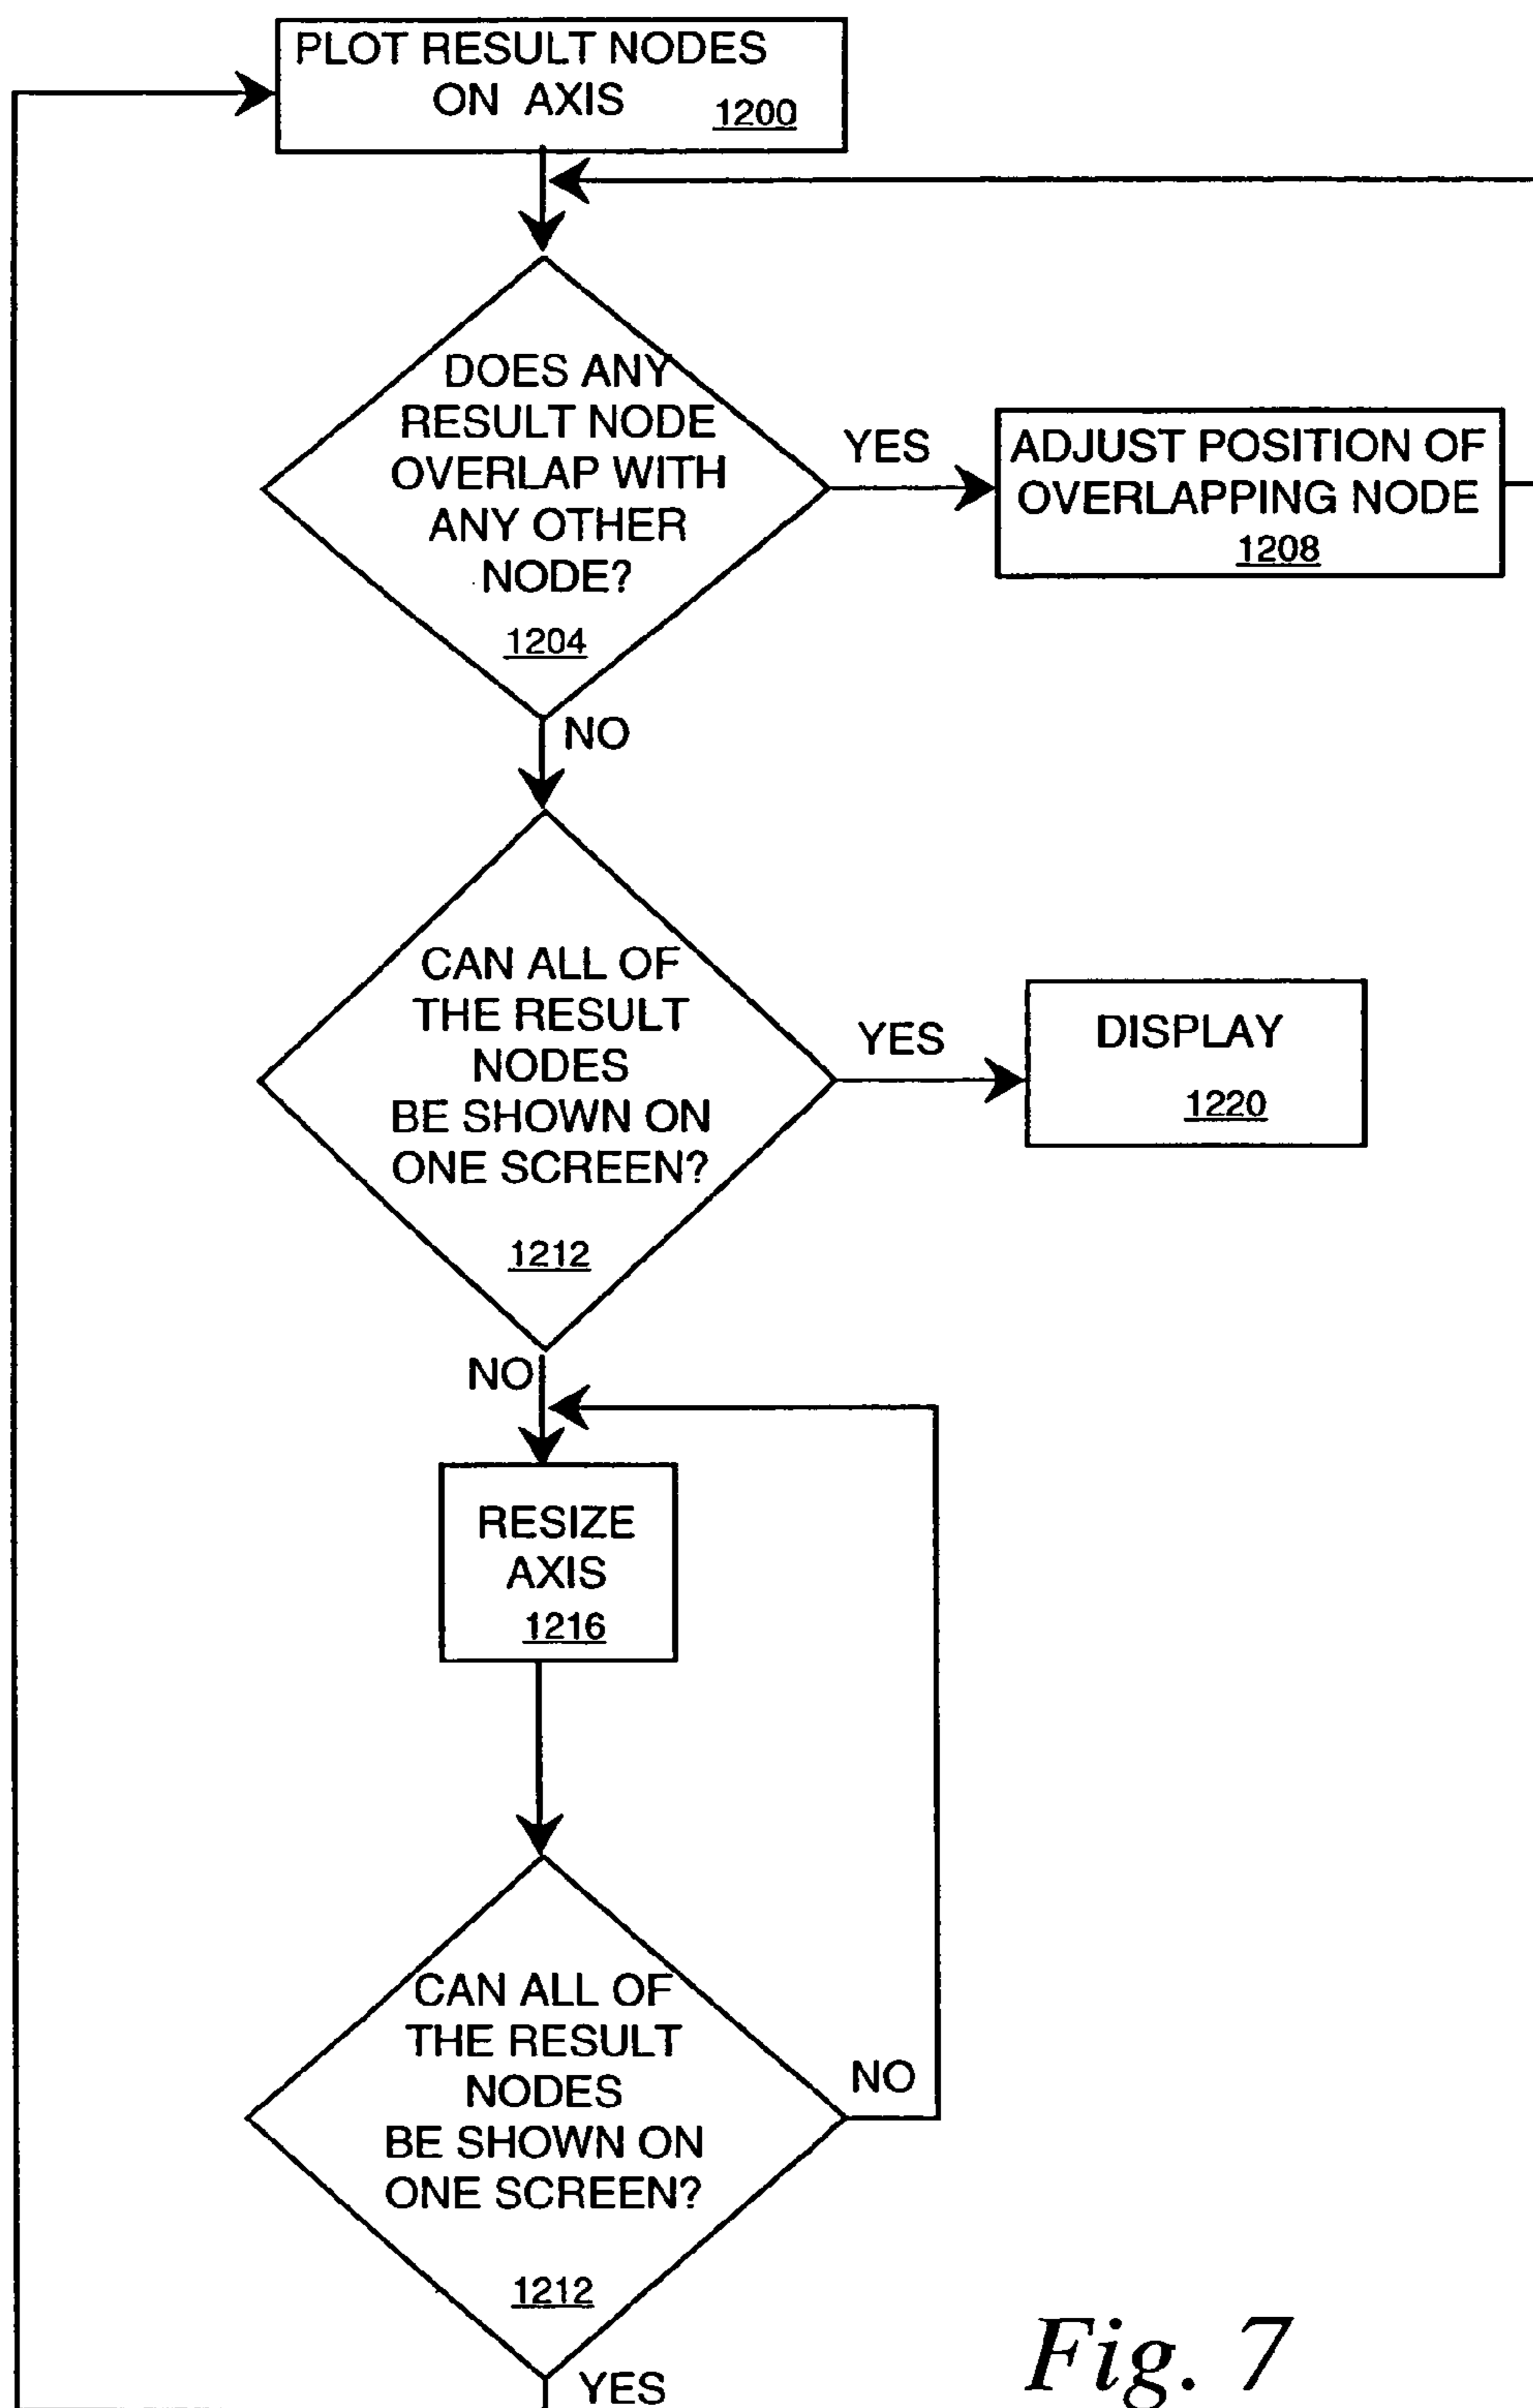 PLOT RESULT NODES
ON AXIS 1200
DOES ANY
RESULT NODE
OVERLAP WITH
ANY OTHER
NODE?
1204
YES
ADJUST POSITION OF
OVERLAPPING NODE
1208
NO
CAN ALL OF
THE RESULT
NODES
BE SHOWN ON
ONE SCREEN?
1212
YES
DISPLAY
1220
NO
RESIZE
AXIS
1216
CAN ALL OF
THE RESULT
NODES
BE SHOWN ON
ONE SCREEN?
1212
NO
YES
Fig. 7